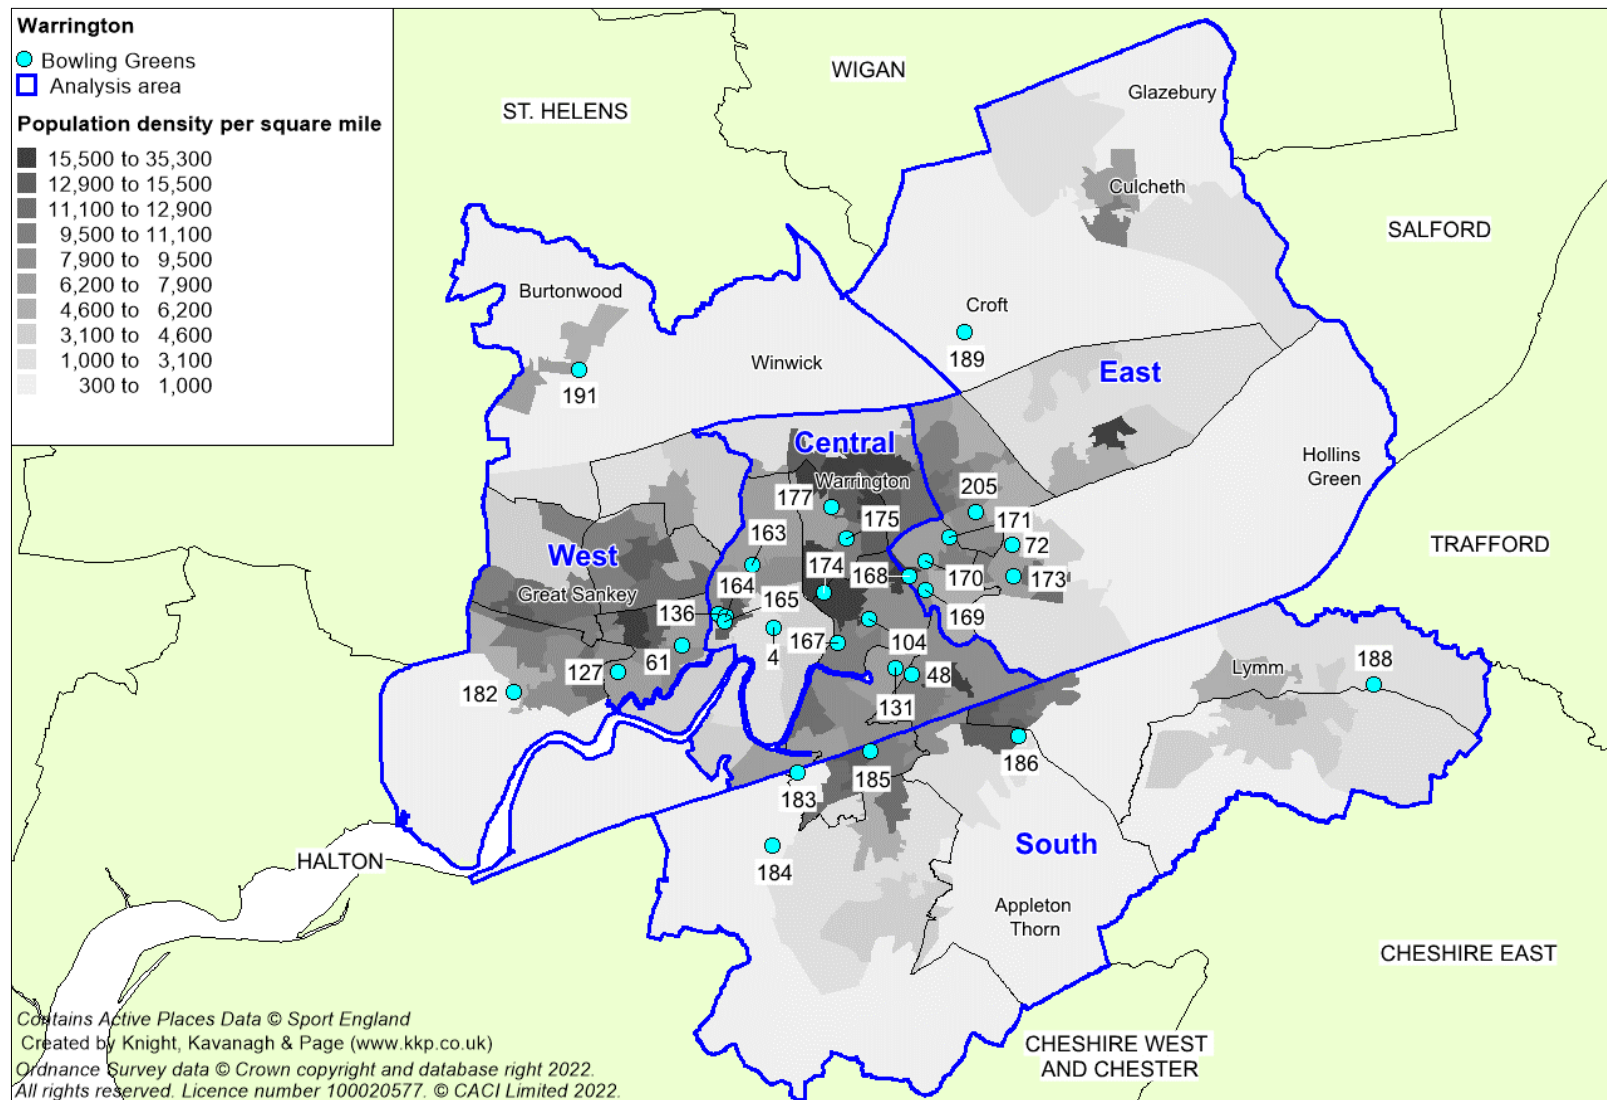 Warrington
Bowling Greens
Analysis area
Population density per square mile
15,500 to 35,300
12,900 to 15,500
11,100 to 12,900
9,500 to 11,100
7,900 to 9,500
6,200 to 7,900
4,600 to 6,200
3,100 to 4,600
1,000 to 3,100
300 to 1,000
WIGAN
ST. HELENS
Glazebury
Culcheth
SALFORD
Burtonwood
Croft
189
Winwick
East
191
Central
Hollins
Green
Warrington
177
205
175
171
163
72
TRAFFORD
West
174
168
170
173
Great Sankey
164
136
165
169
167
104
4
61
127
48
Lymm
188
182
131
186
185
183
South
HALTON
184
Appleton
Thorn
CHESHIRE EAST
Contains Active Places Data © Sport England
Created by Knight, Kavanagh & Page (www.kkp.co.uk)
Ordnance Survey data © Crown copyright and database right 2022.
All rights reserved. Licence number 100020577. © CACI Limited 2022.
CHESHIRE WEST
AND CHESTER